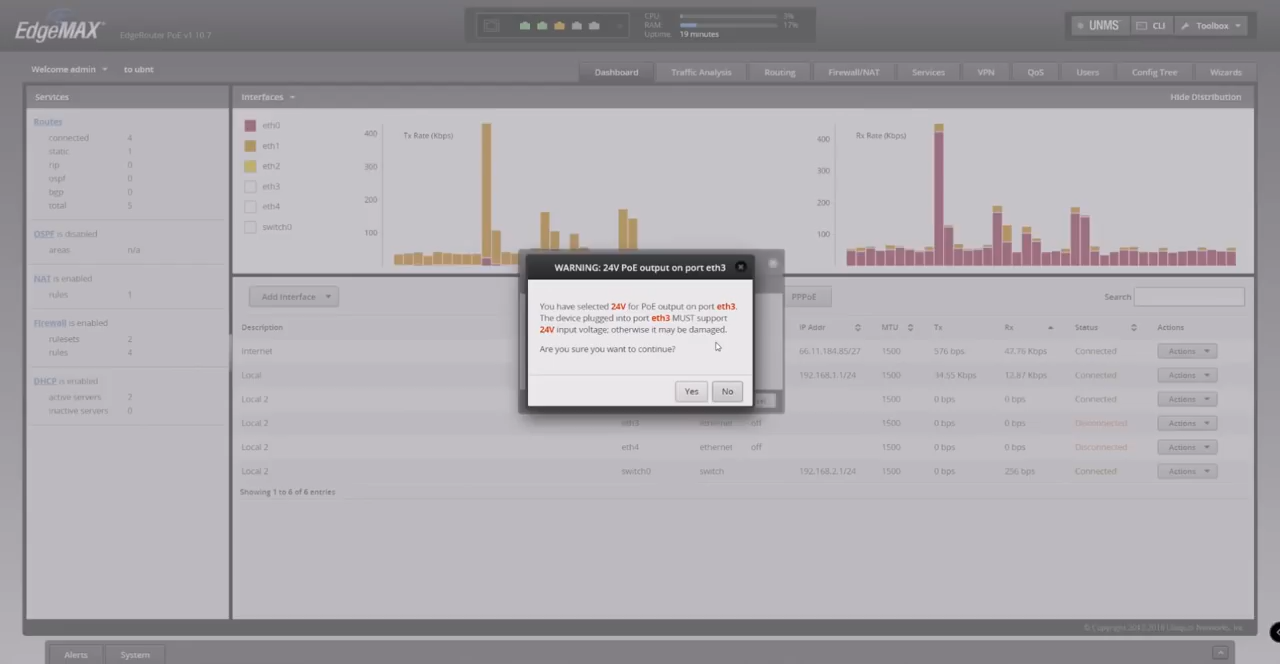 EdgeMAX
EdgeRouter PoE v1.10.7
CPU: 3%
RAM: 17%
Uptime: 19 minutes
UNMS
CLI
Toolbox
Welcome admin
to ubnt
Dashboard
Traffic Analysis
Routing
Firewall/NAT
Services
VPN
QoS
Users
Config Tree
Wizards
Services
Routes
connected 4
static 1
rip 0
ospf 0
bgp 0
total 5
OSPF is disabled
areas n/a
NAT is enabled
rules 1
Firewall is enabled
rulesets 2
rules 4
DHCP is enabled
active servers 2
inactive servers 0
Interfaces
Hide Distribution
eth0
eth1
eth2
eth3
eth4
switch0
Tx Rate (Kbps)
400
300
200
100
Rx Rate (Kbps)
400
300
200
100
WARNING: 24V PoE output on port eth3
You have selected 24V for PoE output on port eth3.
The device plugged into port eth3 MUST support
24V input voltage; otherwise it may be damaged.
Are you sure you want to continue?
Yes
No
Add Interface
PPPoE
Search
Description IP Addr MTU Tx Rx Status Actions
Internet 66.11.184.85/27 1500 576 bps 47.76 Kbps Connected Actions
Local 192.168.1.1/24 1500 12.87 Kbps Connected Actions
Local 2 1500 0 bps 0 bps Connected Actions
Local 2 eth3 ethernet off 1500 0 bps 0 bps Disconnected Actions
Local 2 eth4 ethernet off 1500 0 bps 0 bps Disconnected Actions
Local 2 switch0 switch 192.168.2.1/24 1500 0 bps 256 bps Connected Actions
Showing 1 to 6 of 6 entries
Ubiquiti Networks, Inc.
Alerts
System